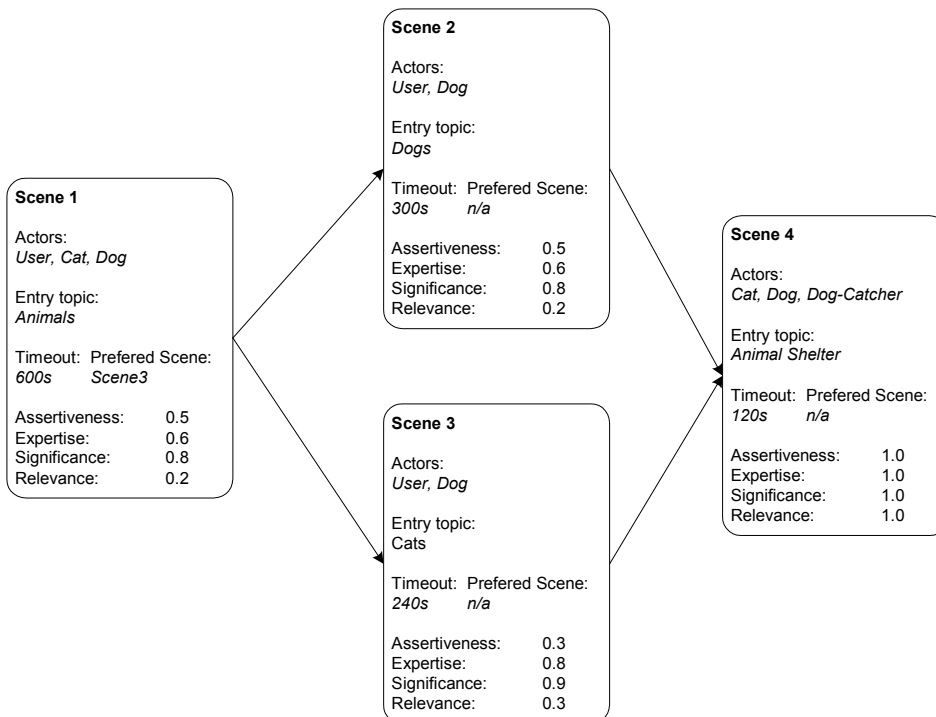 Scene 1
Actors:
User, Cat, Dog
Entry topic:
Animals
Timeout: Prefered Scene:
600s Scene3
Assertiveness: 0.5
Expertise: 0.6
Significance: 0.8
Relevance: 0.2
Scene 2
Actors:
User, Dog
Entry topic:
Dogs
Timeout: Prefered Scene:
300s n/a
Assertiveness: 0.5
Expertise: 0.6
Significance: 0.8
Relevance: 0.2
Scene 3
Actors:
User, Dog
Entry topic:
Cats
Timeout: Prefered Scene:
240s n/a
Assertiveness: 0.3
Expertise: 0.8
Significance: 0.9
Relevance: 0.3
Scene 4
Actors:
Cat, Dog, Dog-Catcher
Entry topic:
Animal Shelter
Timeout: Prefered Scene:
120s n/a
Assertiveness: 1.0
Expertise: 1.0
Significance: 1.0
Relevance: 1.0